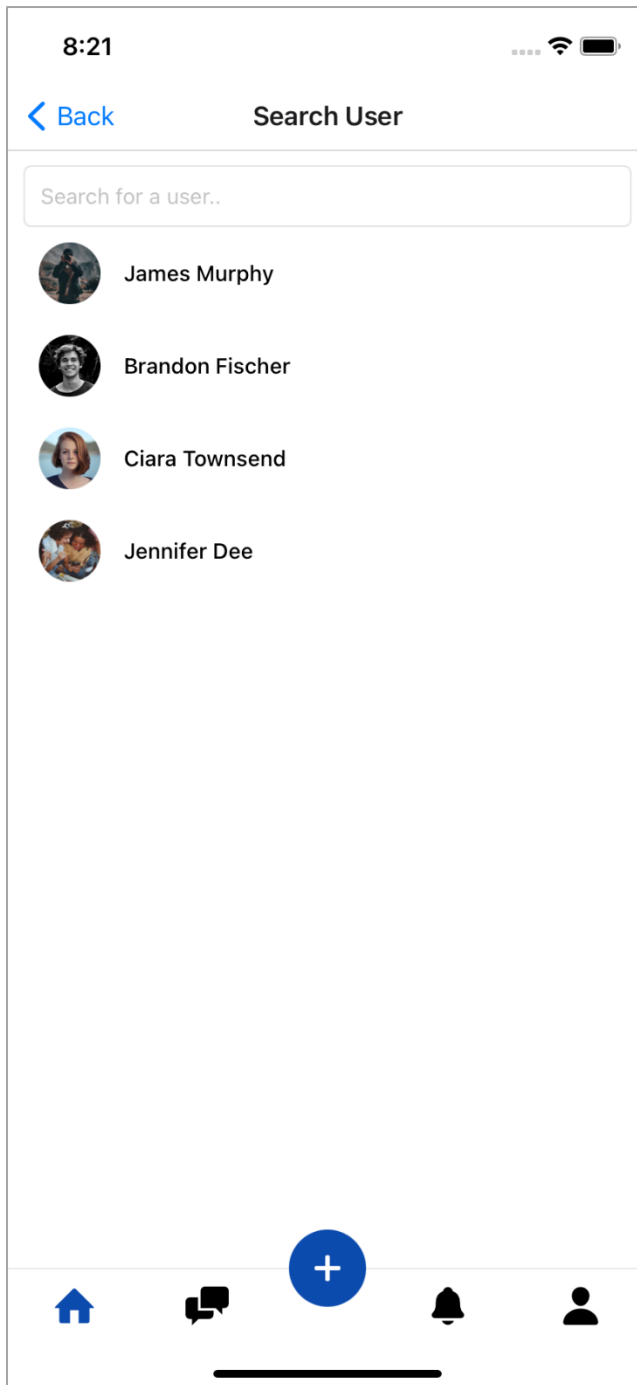 8:21
Back
Search User
Search for a user..
James Murphy
Brandon Fischer
Ciara Townsend
Jennifer Dee